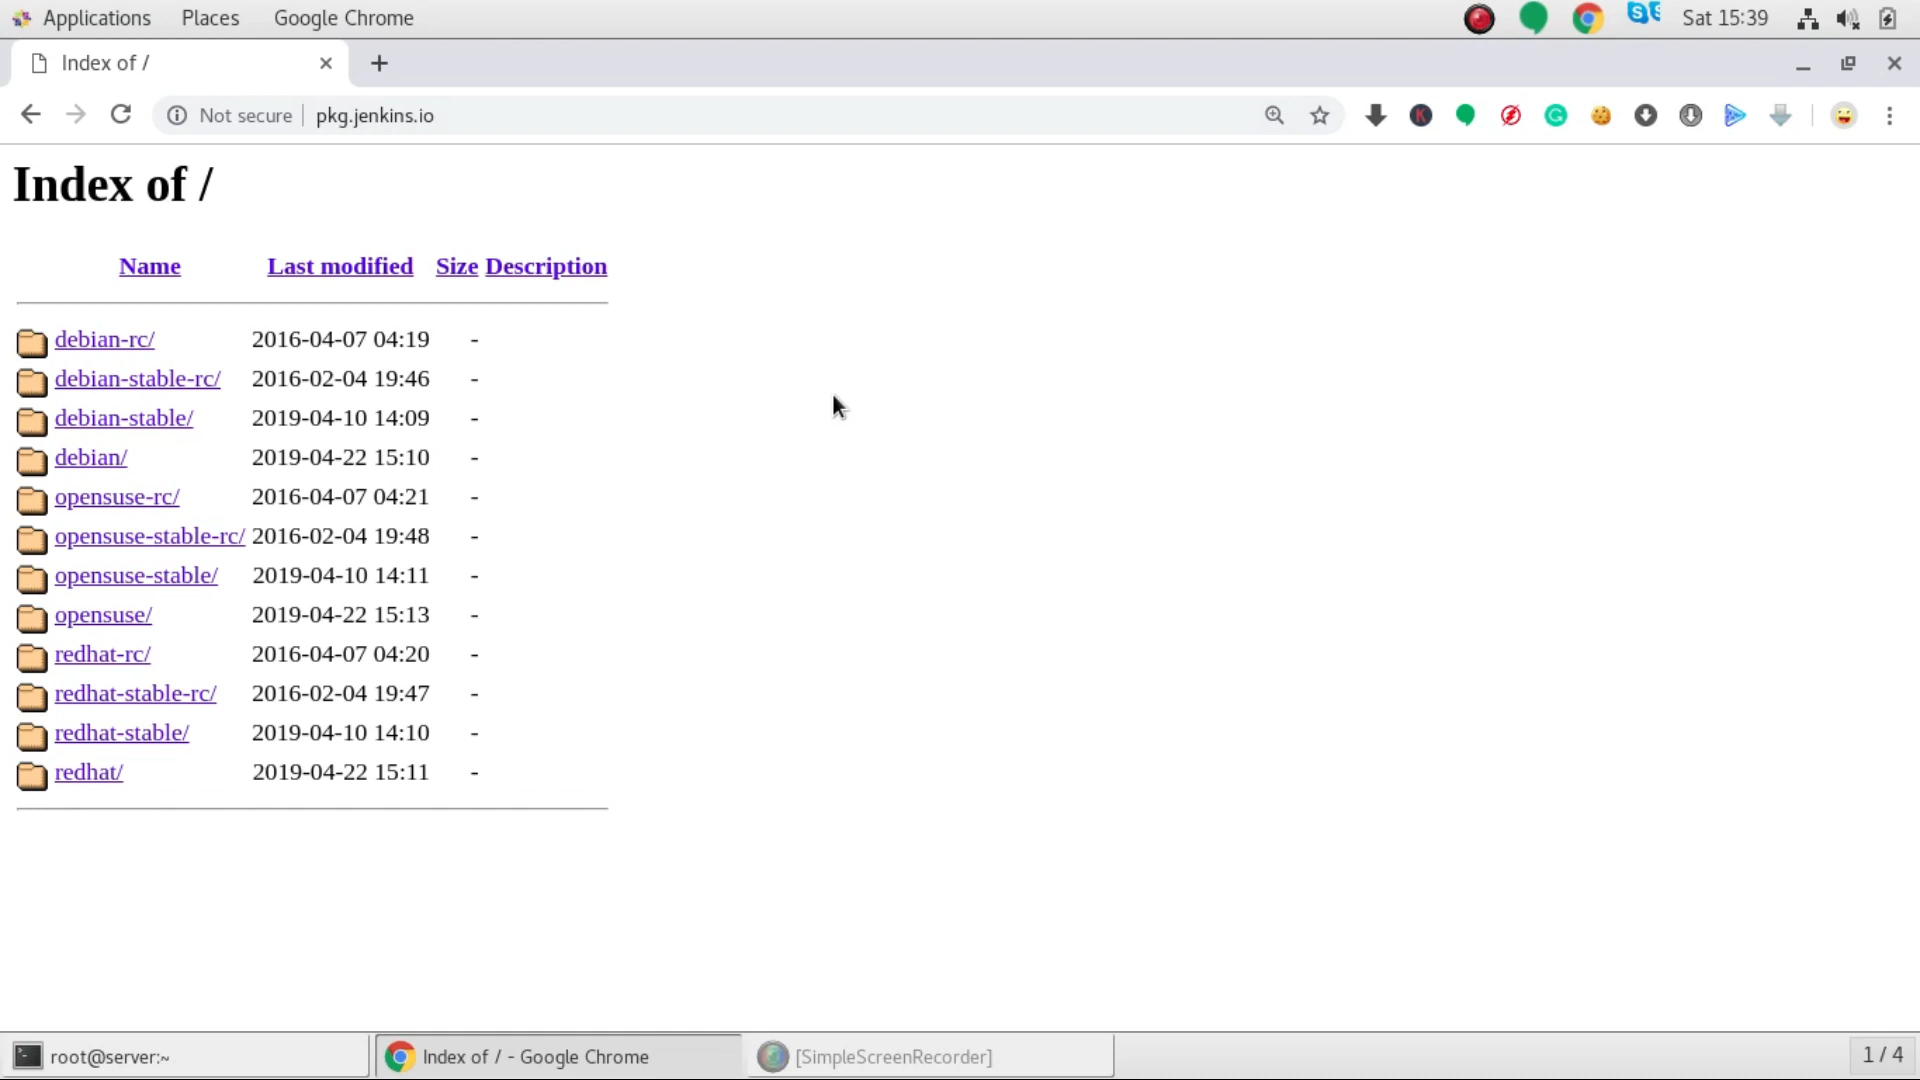 Applications Places Google Chrome Sat 15:39
Index of /
Not secure pkg.jenkins.io
Index of /
Name Last modified Size Description
debian-rc/ 2016-04-07 04:19 -
debian-stable-rc/ 2016-02-04 19:46 -
debian-stable/ 2019-04-10 14:09 -
debian/ 2019-04-22 15:10 -
opensuse-rc/ 2016-04-07 04:21 -
opensuse-stable-rc/ 2016-02-04 19:48 -
opensuse-stable/ 2019-04-10 14:11 -
opensuse/ 2019-04-22 15:13 -
redhat-rc/ 2016-04-07 04:20 -
redhat-stable-rc/ 2016-02-04 19:47 -
redhat-stable/ 2019-04-10 14:10 -
redhat/ 2019-04-22 15:11 -
root@server:~ Index of / - Google Chrome [SimpleScreenRecorder] 1 / 4